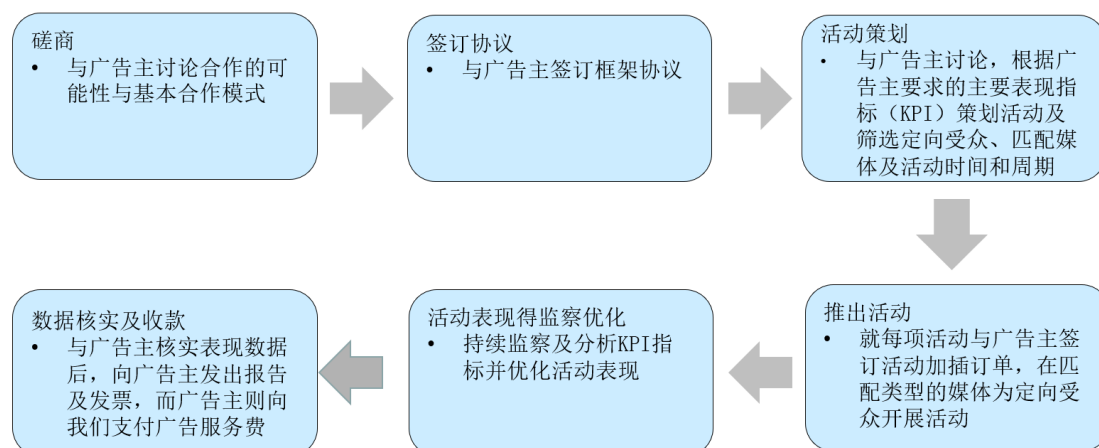 磋商
• 与广告主讨论合作的可
能性与基本合作模式
签订协议
• 与广告主签订框架协议
活动策划
• 与广告主讨论，根据广
告主要求的主要表现指
标（KPI）策划活动及
筛选定向受众、匹配媒
体及活动时间和周期
推出活动
• 就每项活动与广告主签
订活动加插订单，在匹
配类型的媒体为定向受
众开展活动
活动表现得监察优化
• 持续监察及分析KPI指
标并优化活动表现
数据核实及收款
• 与广告主核实表现数据
后，向广告主发出报告
及发票，而广告主则向
我们支付广告服务费